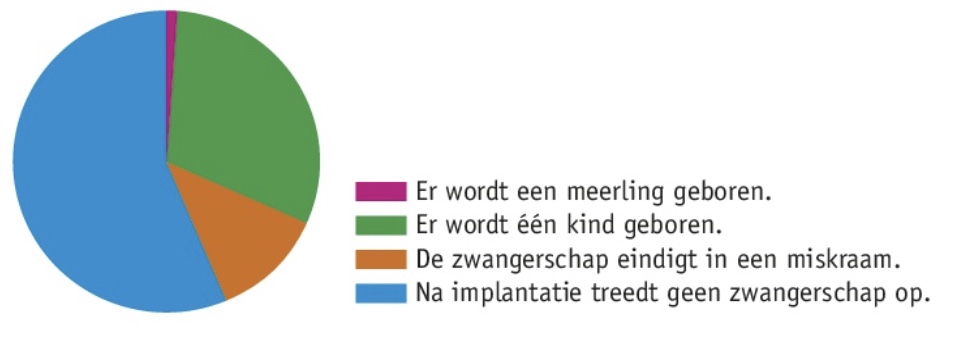 Er wordt een meerling geboren.
Er wordt één kind geboren.
De zwangerschap eindigt in een miskraam.
Na implantatie treedt geen zwangerschap op.